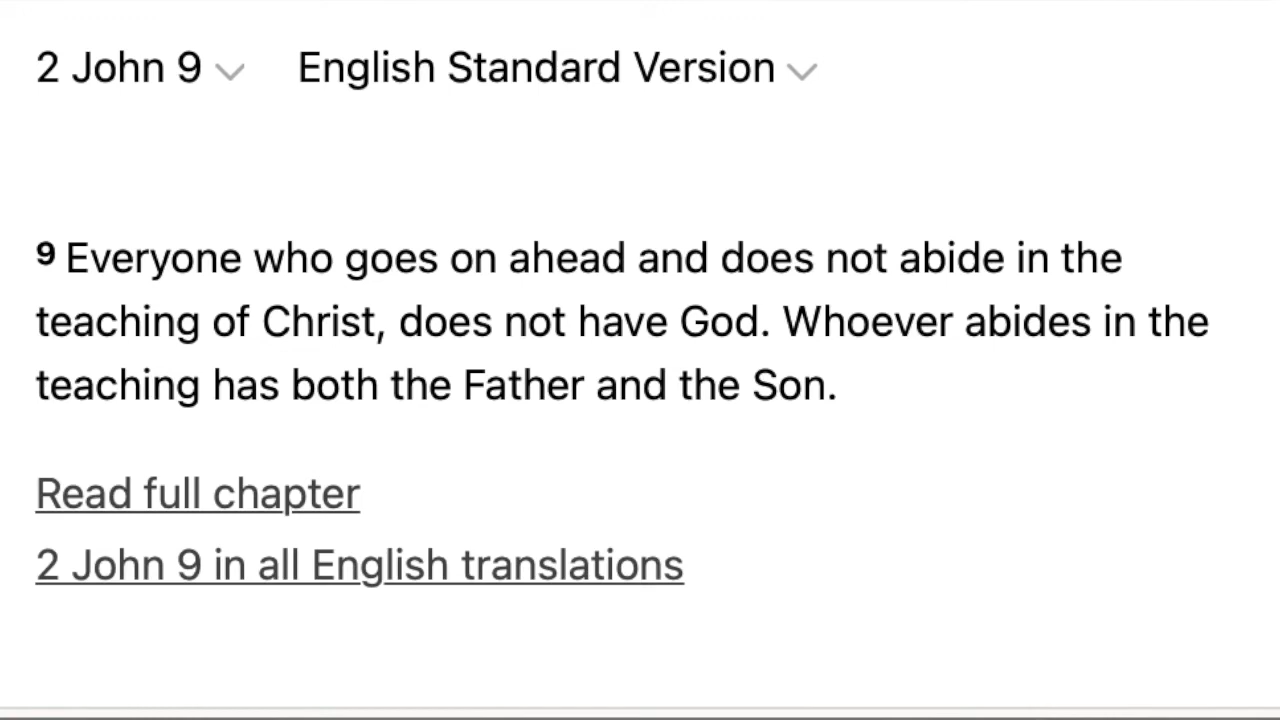 2 John 9 English Standard Version
9 Everyone who goes on ahead and does not abide in the
teaching of Christ, does not have God. Whoever abides in the
teaching has both the Father and the Son.
Read full chapter
2 John 9 in all English translations